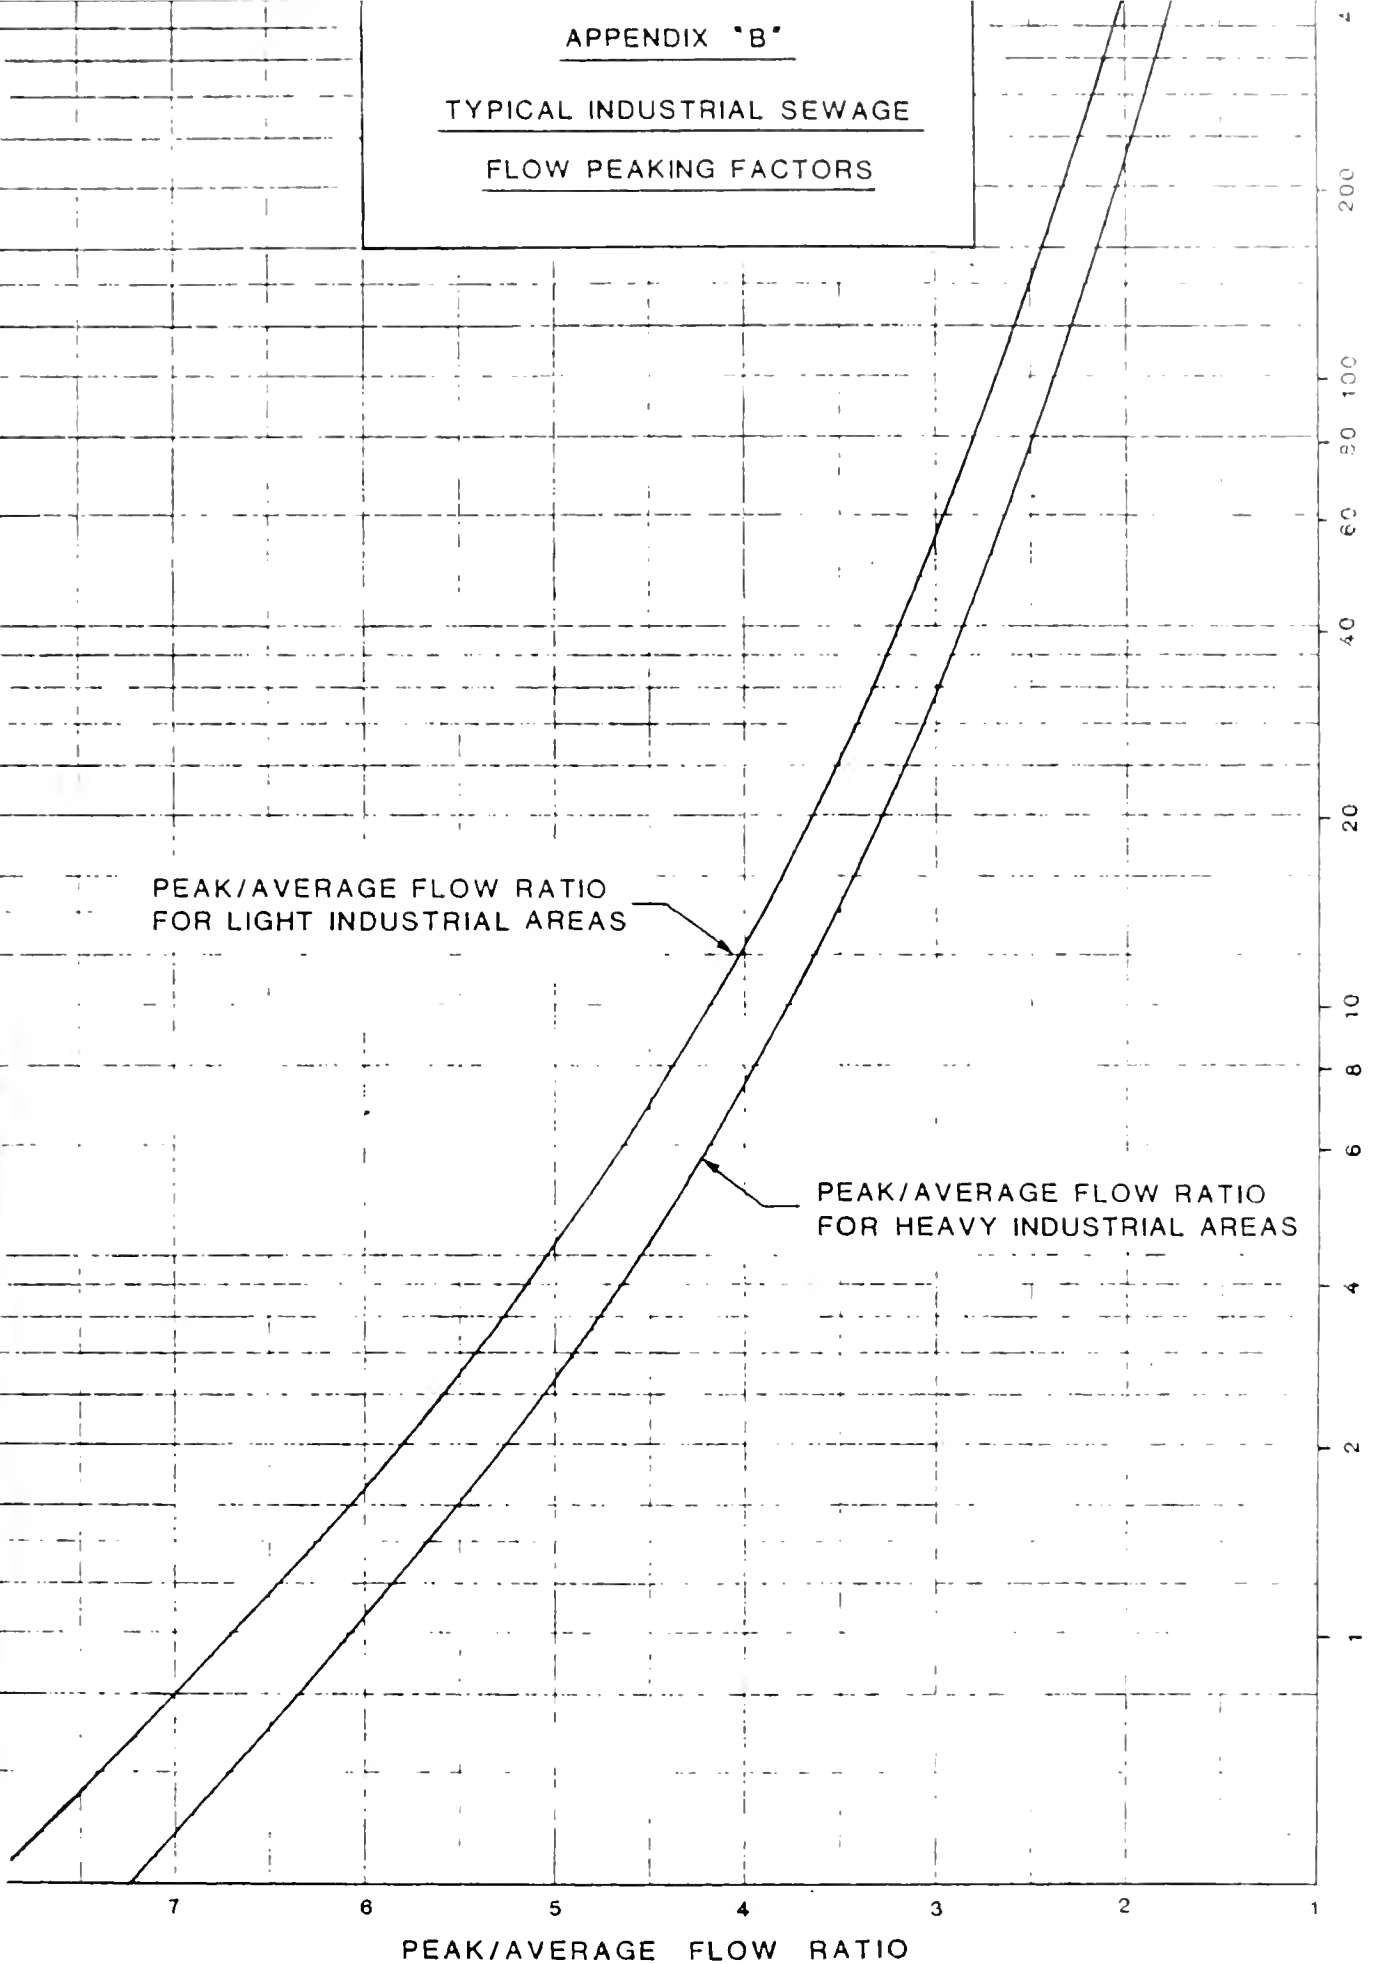 APPENDIX "B"
TYPICAL INDUSTRIAL SEWAGE
FLOW PEAKING FACTORS
200
100
80
60
40
20
PEAK/AVERAGE FLOW RATIO
FOR LIGHT INDUSTRIAL AREAS
10
8
6
PEAK/AVERAGE FLOW RATIO
FOR HEAVY INDUSTRIAL AREAS
4
2
1
7 6 5 4 3 2 1
PEAK/AVERAGE FLOW RATIO